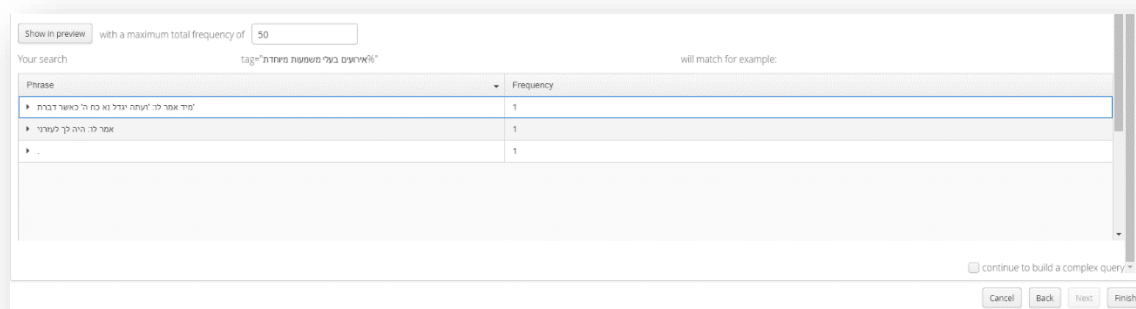 Show in preview with a maximum total frequency of 50
Your search tag="אירועים בעלי משמעות מיוחדת%" will match for example:
Phrase Frequency
מיד אמר לו: 'ועתה יגדל נא כח ה' כאשר דברת' 1
אמר לו: היה לך לעזרני 1
. 1
continue to build a complex query
Cancel Back Next Finish